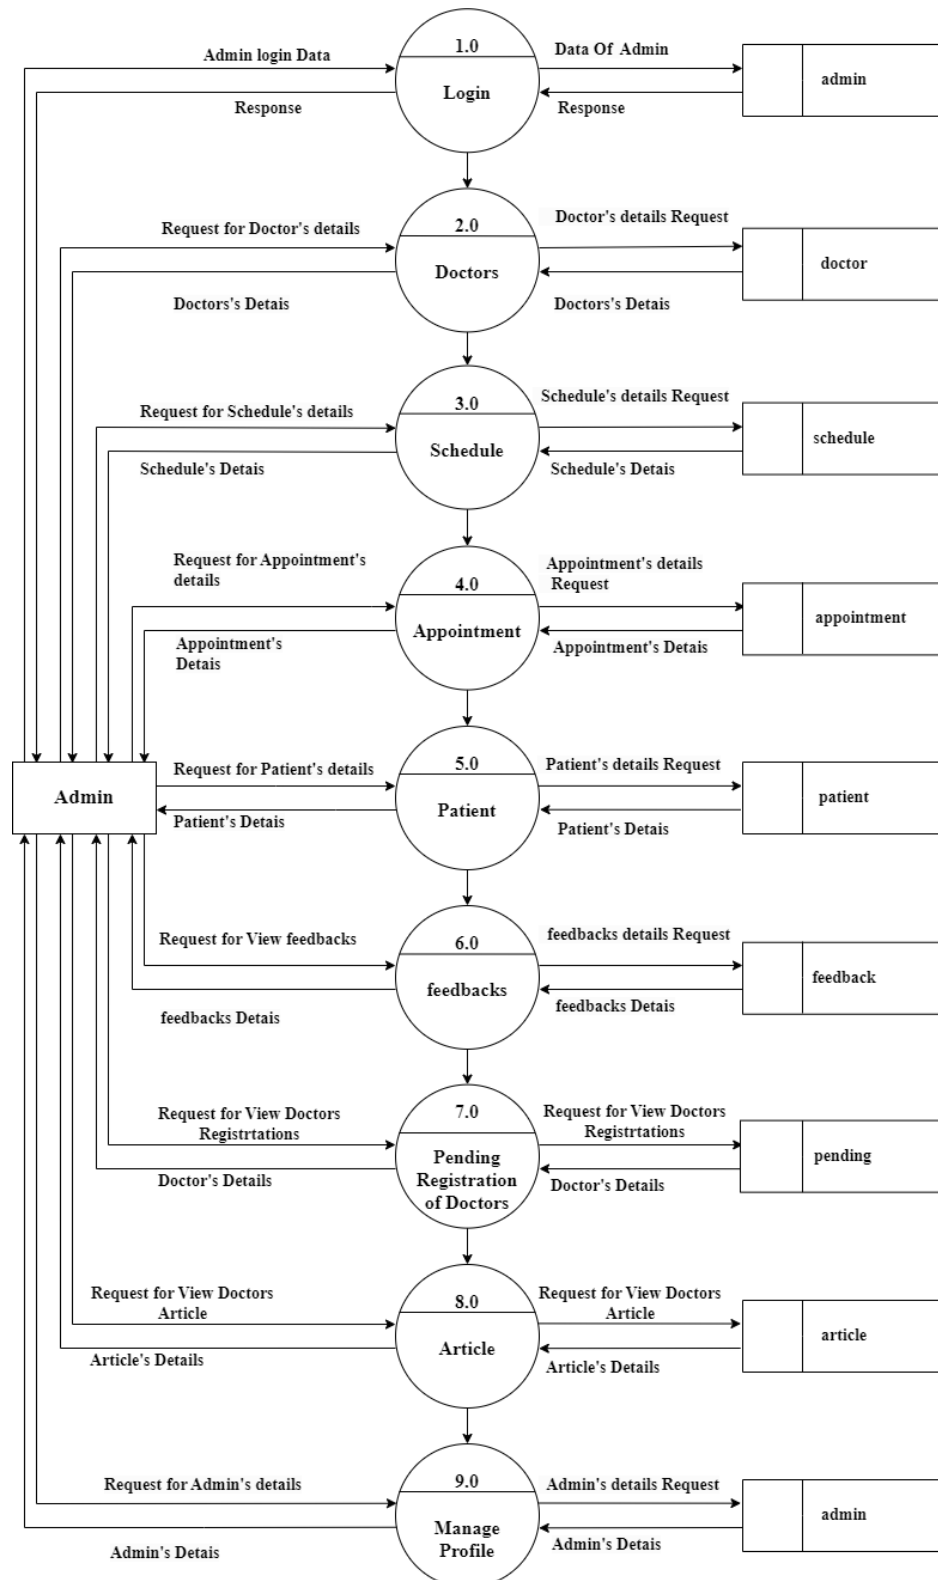 1.0
Admin login Data
Data Of Admin
admin
Login
Response
Response
Request for Doctor's details
2.0
Doctor's details Request
doctor
Doctors
Doctors's Detais
Doctors's Detais
Request for Schedule's details
3.0
Schedule's details Request
schedule
Schedule
Schedule's Detais
Schedule's Detais
Request for Appointment's
details
4.0
Appointment's details
Request
appointment
Appointment
Appointment's
Detais
Appointment's Detais
Admin
Request for Patient's details
5.0
Patient's details Request
patient
Patient
Patient's Detais
Patient's Detais
Request for View feedbacks
6.0
feedbacks details Request
feedback
feedbacks
feedbacks Detais
feedbacks Detais
Request for View Doctors
Registrtations
7.0
Request for View Doctors
Registrtations
pending
Pending
Registration
of Doctors
Doctor's Details
Doctor's Details
Request for View Doctors
Article
8.0
Request for View Doctors
Article
article
Article
Article's Details
Article's Details
Request for Admin's details
9.0
Admin's details Request
admin
Manage
Profile
Admin's Detais
Admin's Detais